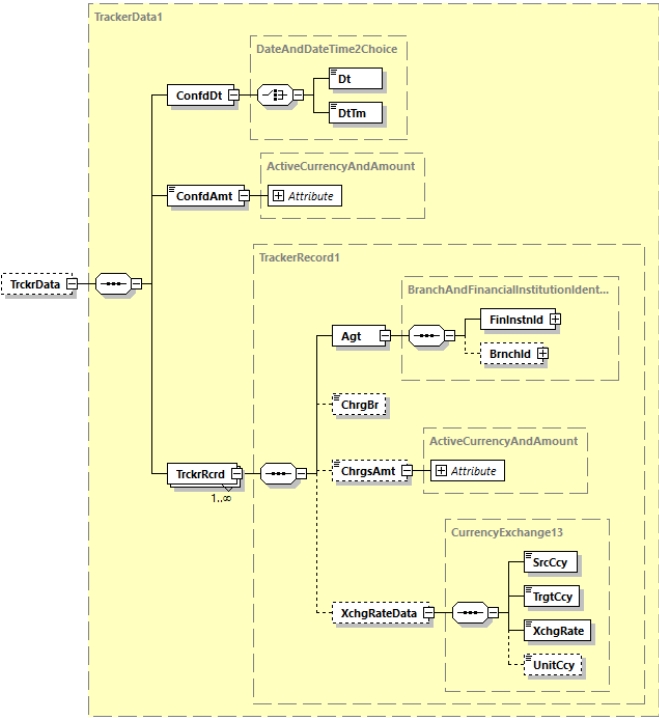 TrackerData1
DateAndDateTime2Choice
Dt
ConfdDt
DtTm
ActiveCurrencyAndAmount
ConfdAmt
Attribute
TrackerRecord1
TrckrData
BranchAndFinancialInstitutionIdent...
FinInstnId
Agt
BrnchId
ChrgBr
ActiveCurrencyAndAmount
ChrgsAmt
Attribute
TrckrRcrd
1..∞
CurrencyExchange13
SrcCcy
TrgtCcy
XchgRateData
XchgRate
UnitCcy